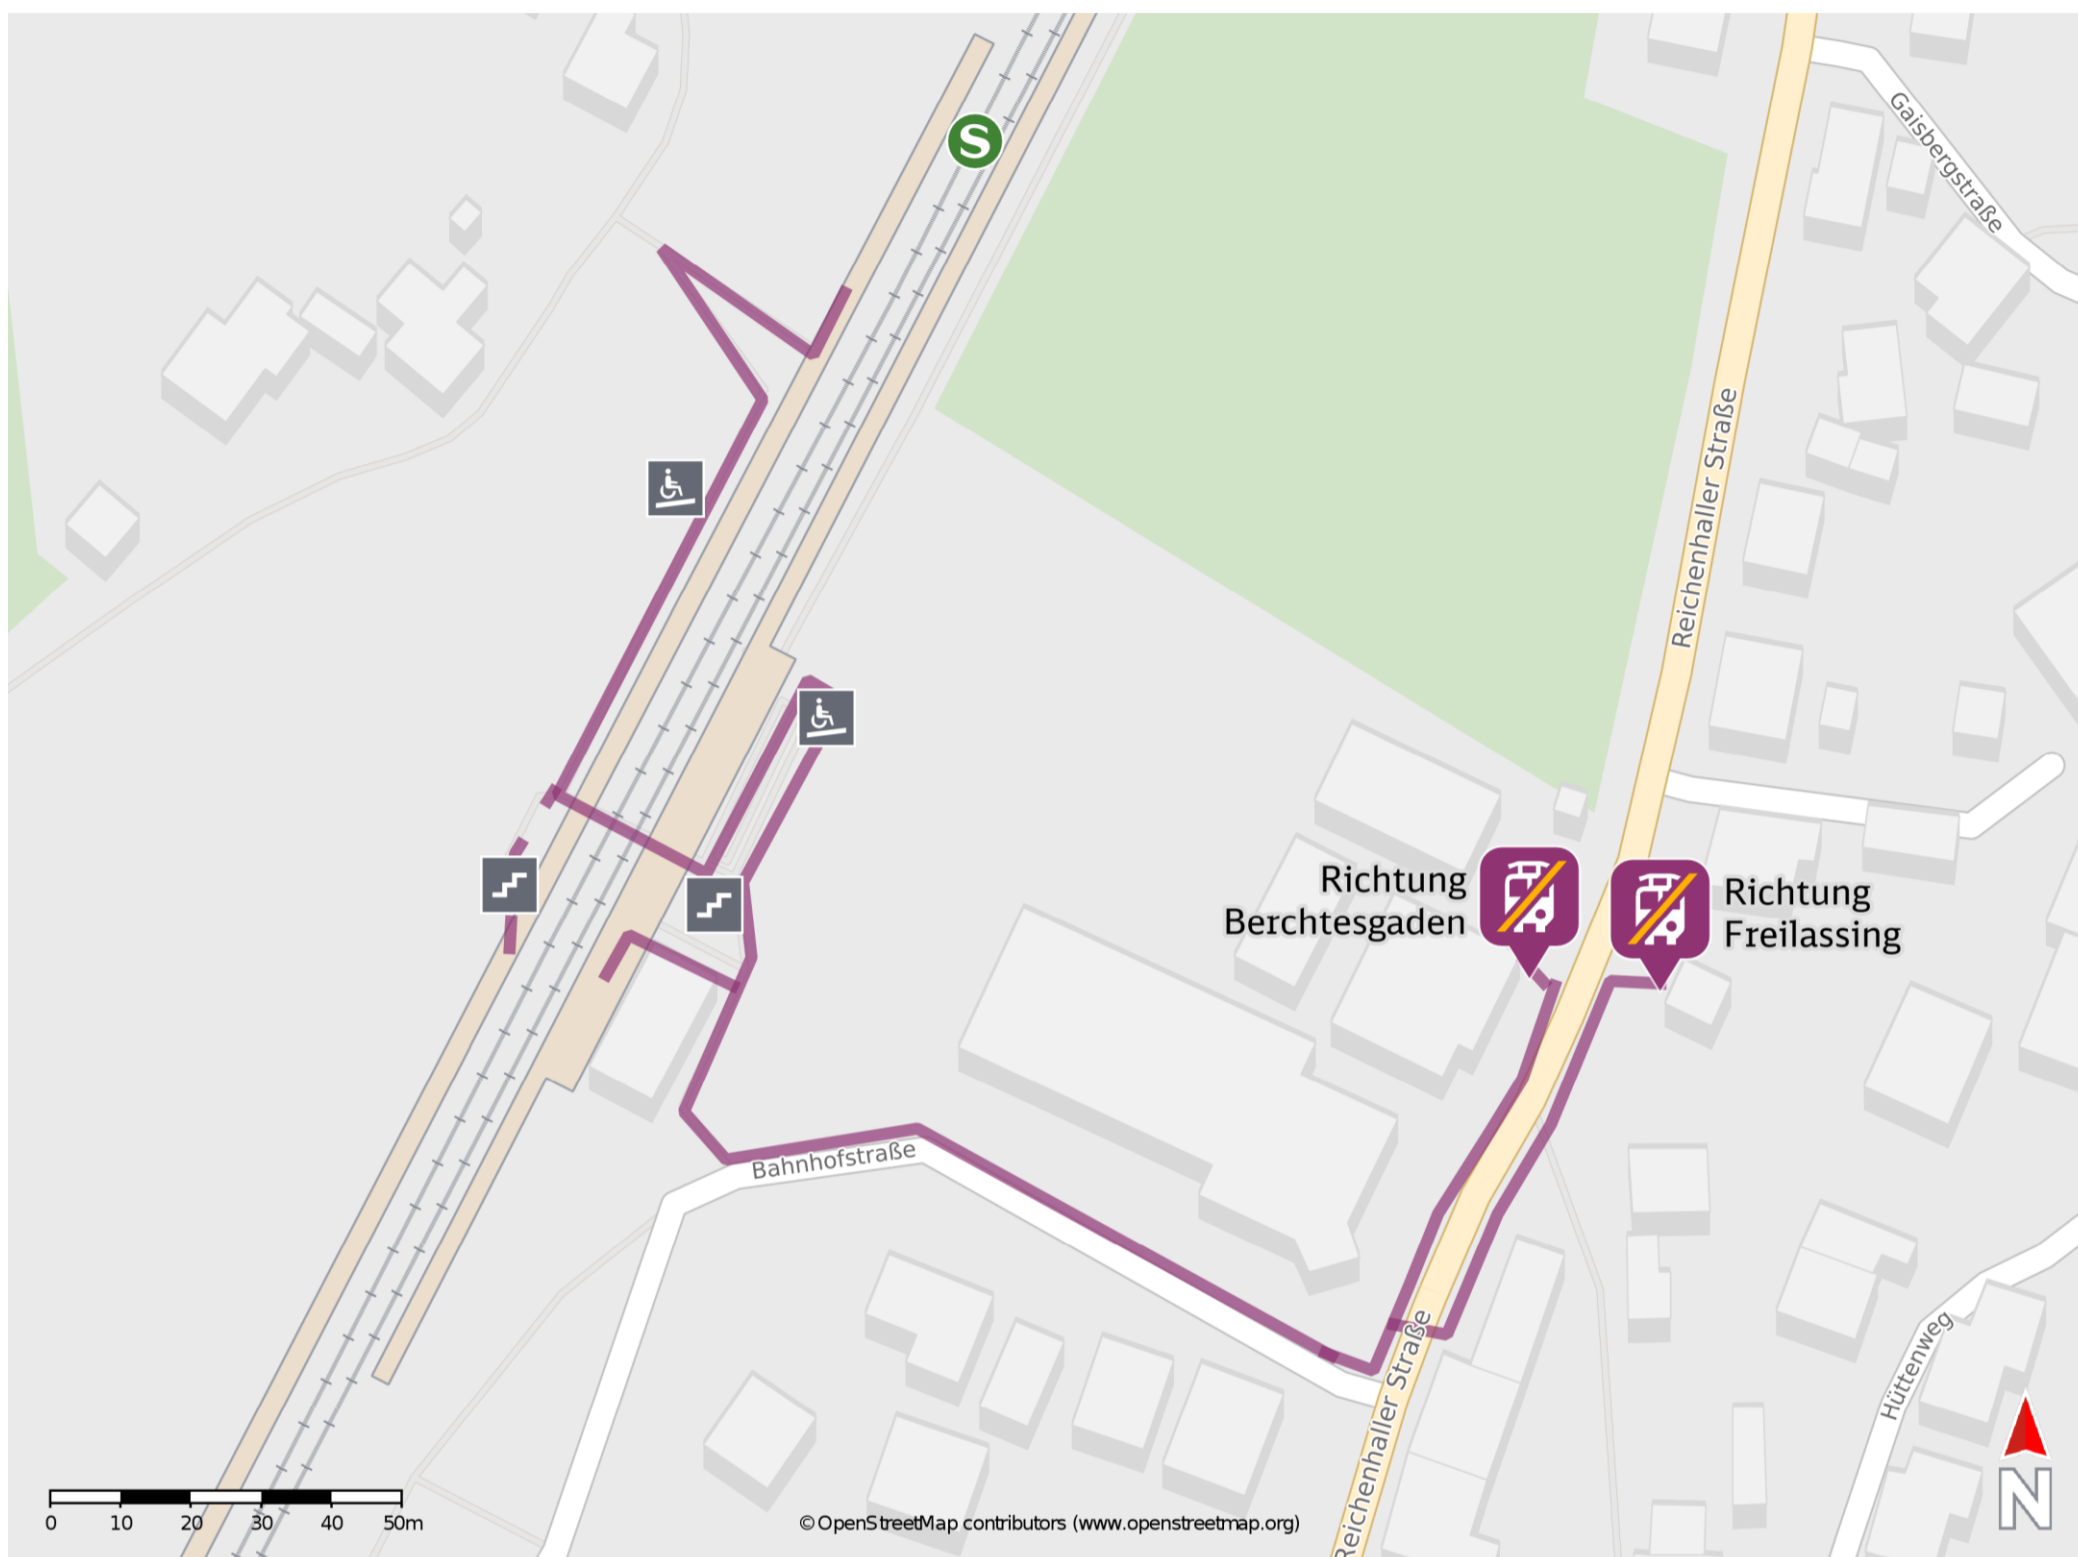 S
Gaisbergstraße
Reichenhaller Straße
Richtung
Berchtesgaden
Richtung
Freilassing
Bahnhofstraße
Reichenhaller Straße
Hüttenweg
N
0 10 20 30 40 50m
© OpenStreetMap contributors (www.openstreetmap.org)